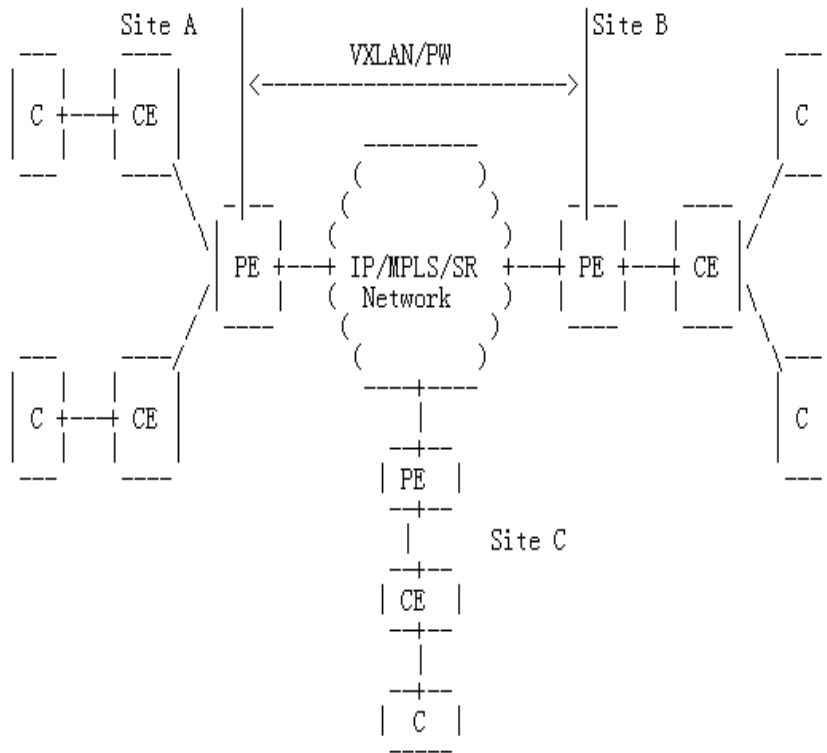 Site A
Site B
VXLAN/PW
C
CE
C
PE
IP/MPLS/SR
PE
CE
Network
C
CE
C
PE
Site C
CE
C